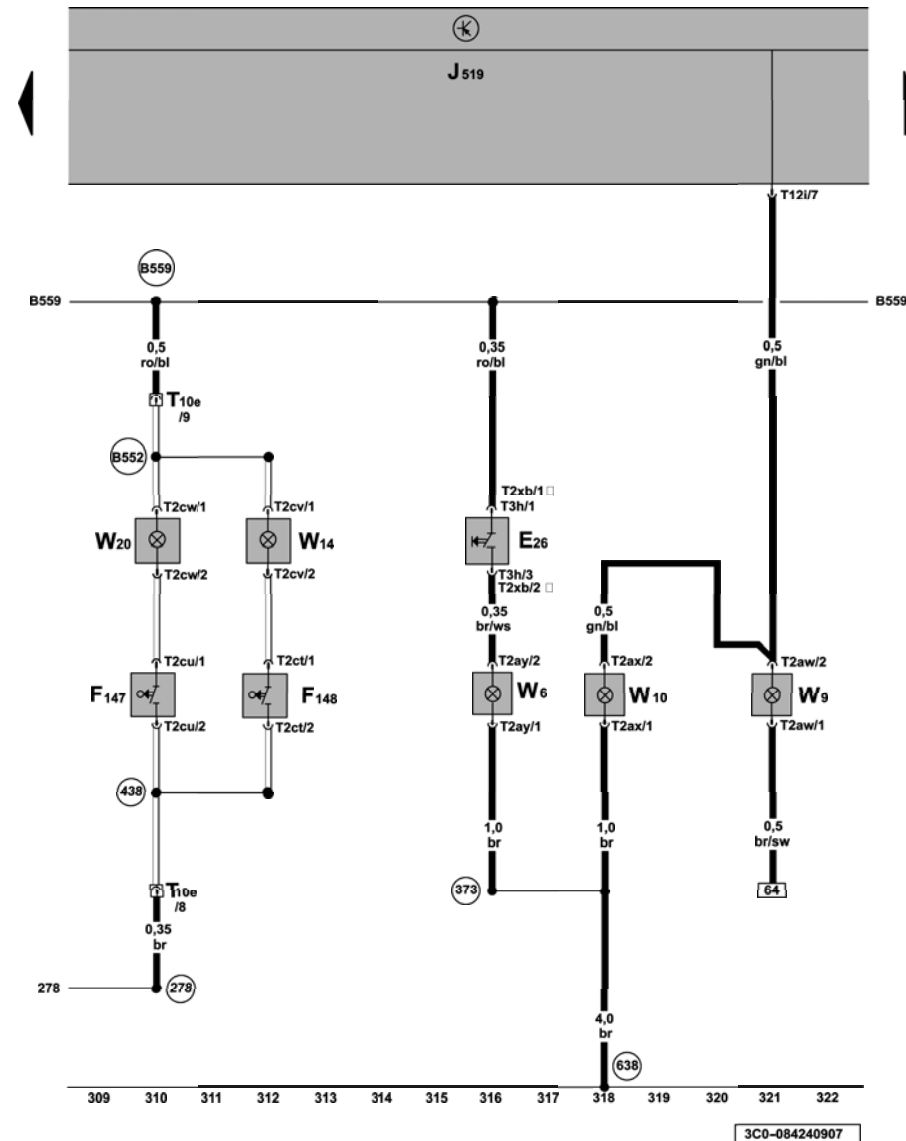 J 519
T12i/7
B559
B559
B559
0,5
ro/bl
0,35
ro/bl
0,5
gn/bl
T10e
/9
B552
T2cw/1
T2cv/1
T2xb/1 □
T3h/1
W20
W14
E26
T2cw/2
T2cv/2
T3h/3
T2xb/2 □
0,35
br/ws
0,5
gn/bl
T2cu/1
T2ct/1
T2ay/2
T2ax/2
T2aw/2
F147
F148
W6
W10
W9
T2cu/2
T2ct/2
T2ay/1
T2ax/1
T2aw/1
438
1,0
br
1,0
br
0,5
br/sw
T10e
/8
373
64
0,35
br
278
278
4,0
br
638
309 310 311 312 313 314 315 316 317 318 319 320 321 322
3C0-084240907